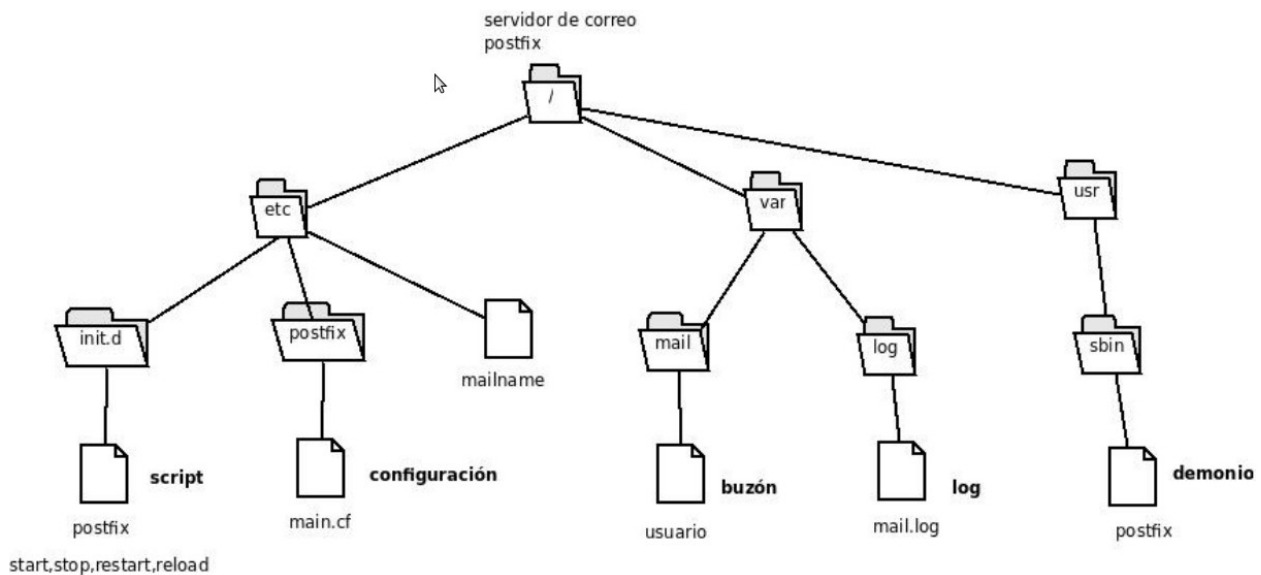 servidor de correo
postfix
/
etc
var
usr
init.d
postfix
mailname
mail
log
sbin
script
configuración
buzón
log
demonio
postfix
main.cf
usuario
mail.log
postfix
start,stop,restart,reload